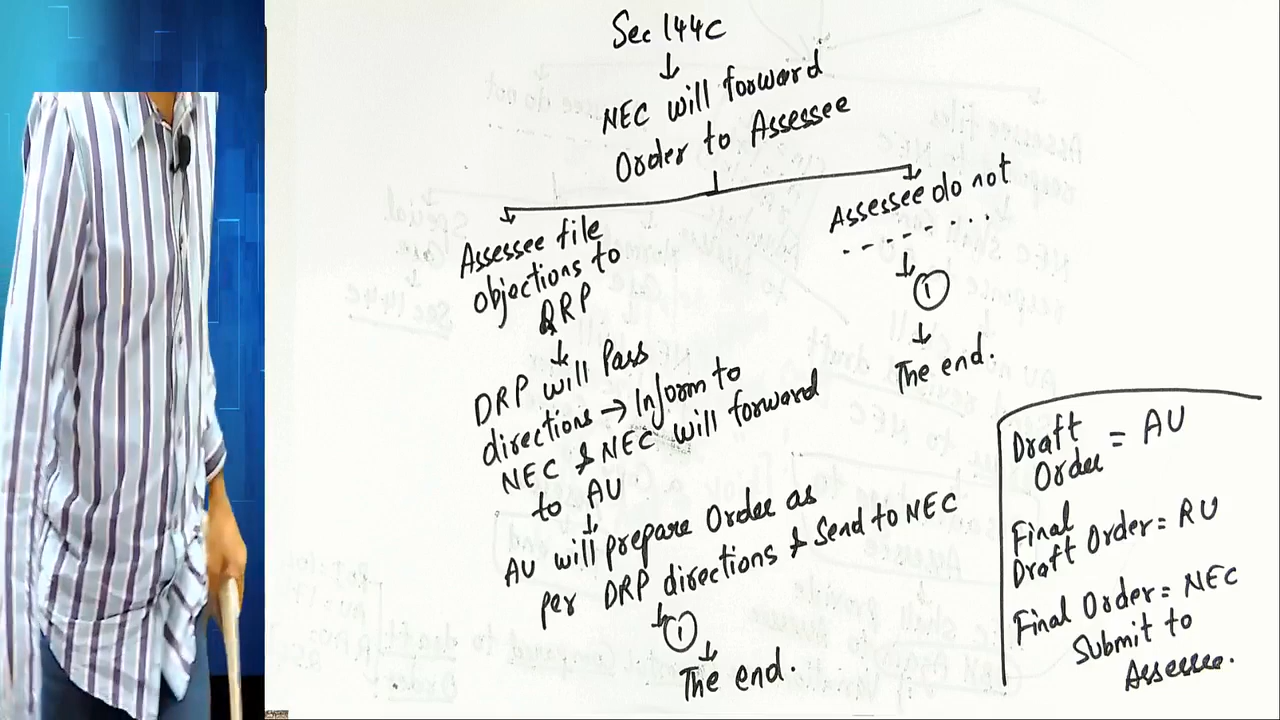 Sec 144C
↓
NEC will forward
Order to Assessee
Assessee file
objections to
DRP
↓
DRP will Pass
directions → Inform to
NEC & NEC will forward
to AU
↓
AU will prepare Order as
per DRP directions & Send to NEC
↓
①
↓
The end.
Assessee do not
- - - - - . . .
↓
①
↓
The end.
Draft
Order = AU
Final
Draft Order = RU
Final Order = NEC
Submit to
Assessee.